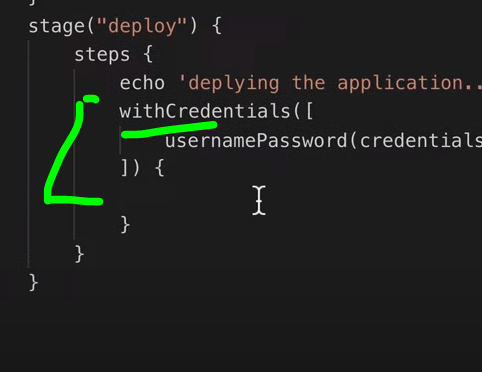 }
stage("deploy") {
steps {
echo 'deplying the application..
withCredentials([
usernamePassword(credentials
]) {
}
}
}